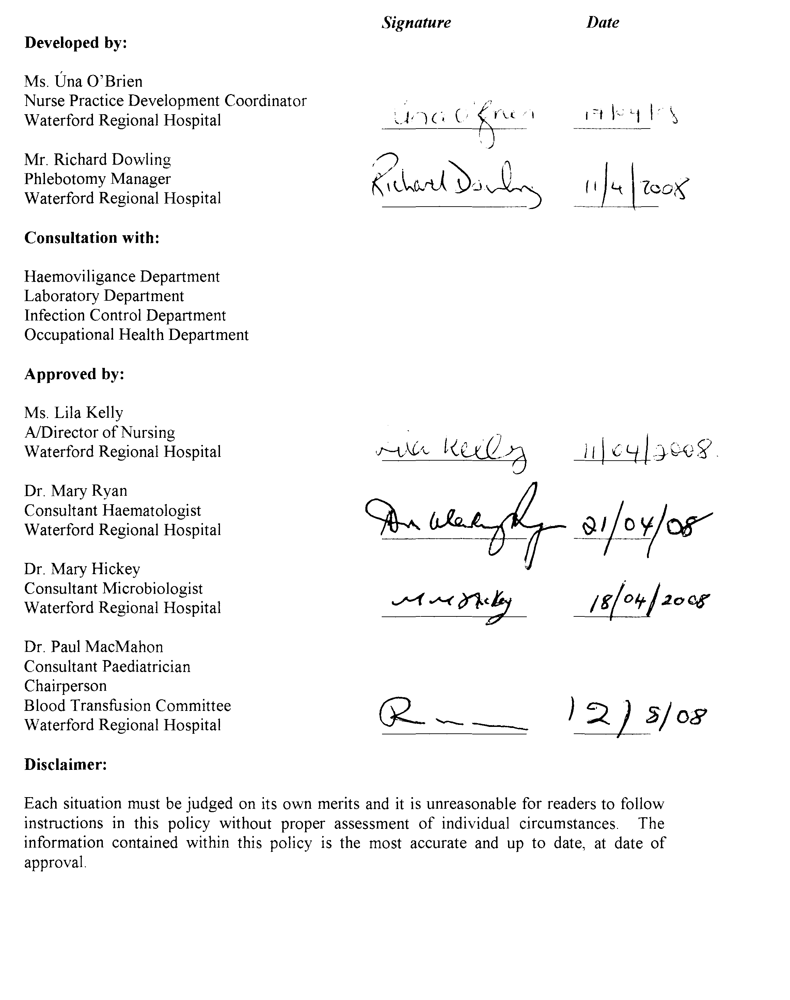 Signature Date
Developed by:
Ms. Úna O'Brien
Nurse Practice Development Coordinator
Waterford Regional Hospital Úna O'Brien 17/04/08
Mr. Richard Dowling
Phlebotomy Manager
Waterford Regional Hospital Richard Dowling 11/4/2008
Consultation with:
Haemoviligance Department
Laboratory Department
Infection Control Department
Occupational Health Department
Approved by:
Ms. Lila Kelly
A/Director of Nursing
Waterford Regional Hospital Lila Kelly 11/04/2008.
Dr. Mary Ryan
Consultant Haematologist
Waterford Regional Hospital 21/04/08
Dr. Mary Hickey
Consultant Microbiologist
Waterford Regional Hospital M M Hickey 18/04/2008
Dr. Paul MacMahon
Consultant Paediatrician
Chairperson
Blood Transfusion Committee
Waterford Regional Hospital 12/5/08
Disclaimer:
Each situation must be judged on its own merits and it is unreasonable for readers to follow
instructions in this policy without proper assessment of individual circumstances. The
information contained within this policy is the most accurate and up to date, at date of
approval.